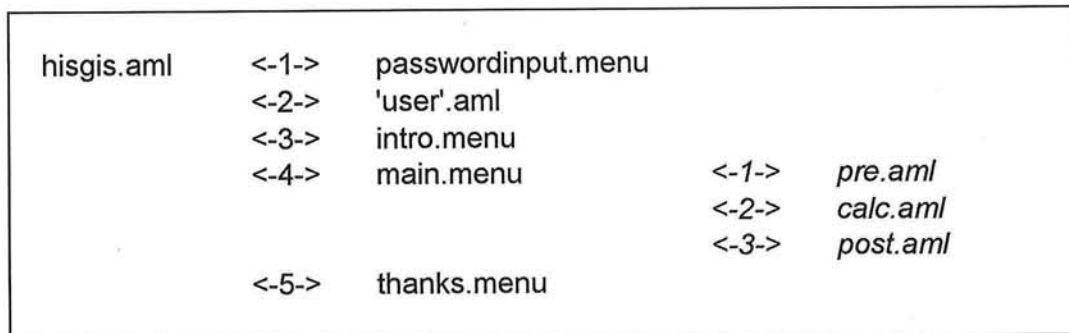 hisgis.aml <-1-> passwordinput.menu
<-2-> 'user'.aml
<-3-> intro.menu
<-4-> main.menu <-1-> pre.aml
<-2-> calc.aml
<-3-> post.aml
<-5-> thanks.menu